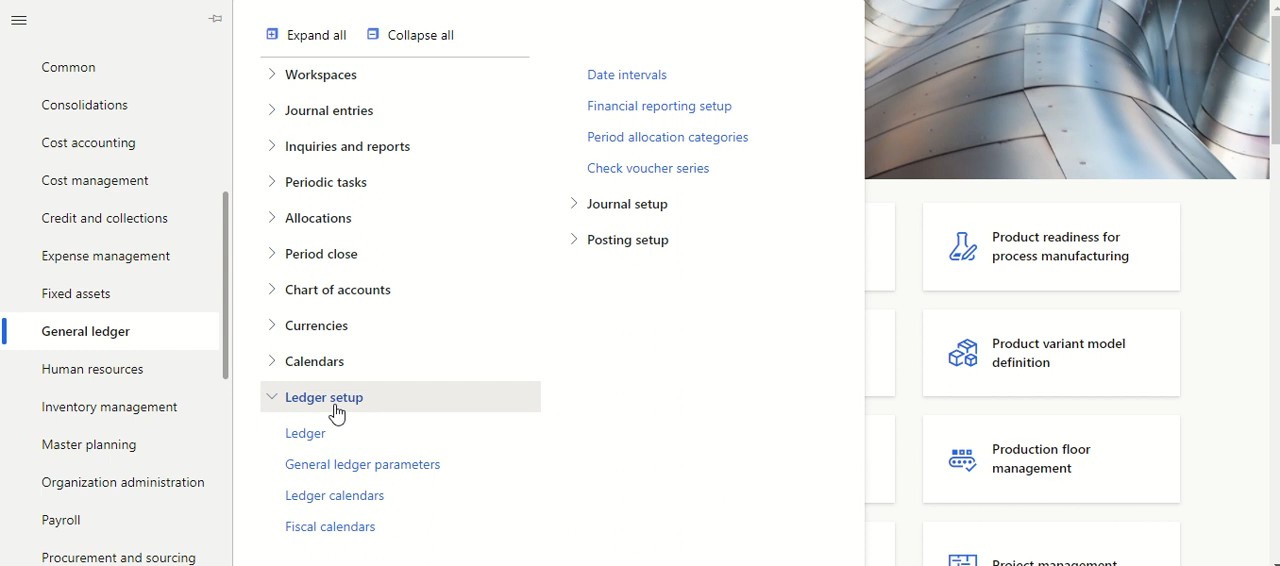 Common
Consolidations
Cost accounting
Cost management
Credit and collections
Expense management
Fixed assets
General ledger
Human resources
Inventory management
Master planning
Organization administration
Payroll
Procurement and sourcing
Expand all Collapse all
Workspaces
Journal entries
Inquiries and reports
Periodic tasks
Allocations
Period close
Chart of accounts
Currencies
Calendars
Ledger setup
Ledger
General ledger parameters
Ledger calendars
Fiscal calendars
Date intervals
Financial reporting setup
Period allocation categories
Check voucher series
Journal setup
Posting setup
Product readiness for
process manufacturing
Product variant model
definition
Production floor
management
Project management